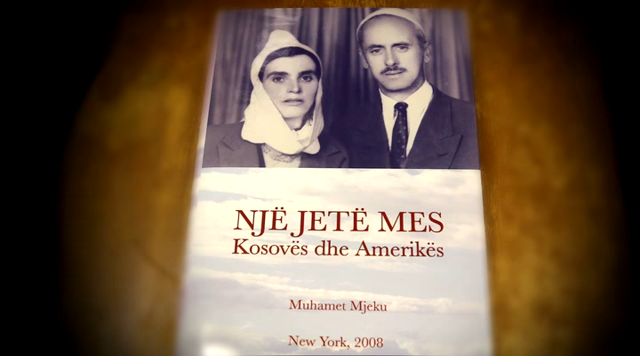 NJË JETË MES
Kosovës dhe Amerikës
Muhamet Mjeku
New York, 2008